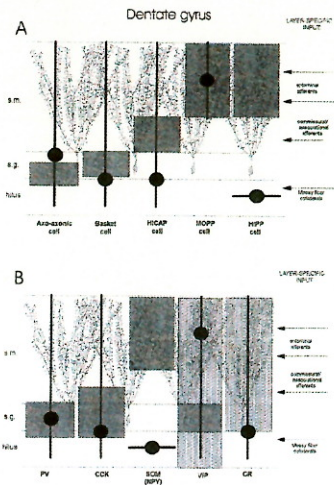 Dentate gyrus
A
LAYER-SPECIFIC
INPUT
entorhinal
afferents
s.m.
commissural/
associational
afferents
s.g.
hilus
Mossy fiber
collaterals
Axo-axonic
cell
Basket
cell
HICAP
cell
MOPP
cell
HIPP
cell
B
LAYER-SPECIFIC
INPUT
entorhinal
afferents
s.m.
commissural/
associational
afferents
s.g.
hilus
Mossy fiber
collaterals
PV
CCK
SOM
(NPY)
VIP
CR